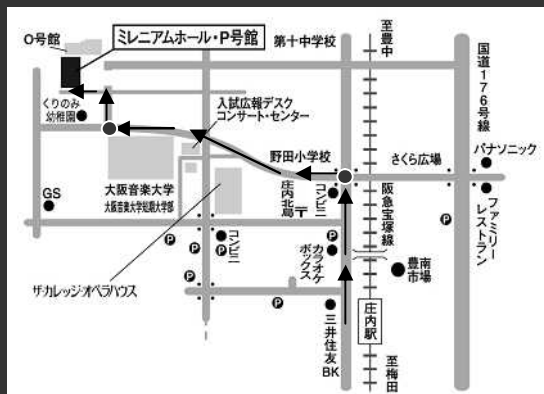 O号館
ミレニアムホール・P号館
第十中学校
至豊中
国道176号線
くりのみ
幼稚園
入試広報デスク
コンサート・センター
野田小学校
さくら広場
パナソニック
GS
大阪音楽大学
大阪音楽大学短期大学部
庄内北局〒
コンビニ
阪急宝塚線
ファミリー
レストラン
P
P
P
P
コンビニ
カラオケ
ボックス
P
豊南
市場
ザ・カレッジ・オペラハウス
P
P
三井住友
BK
庄内駅
至梅田